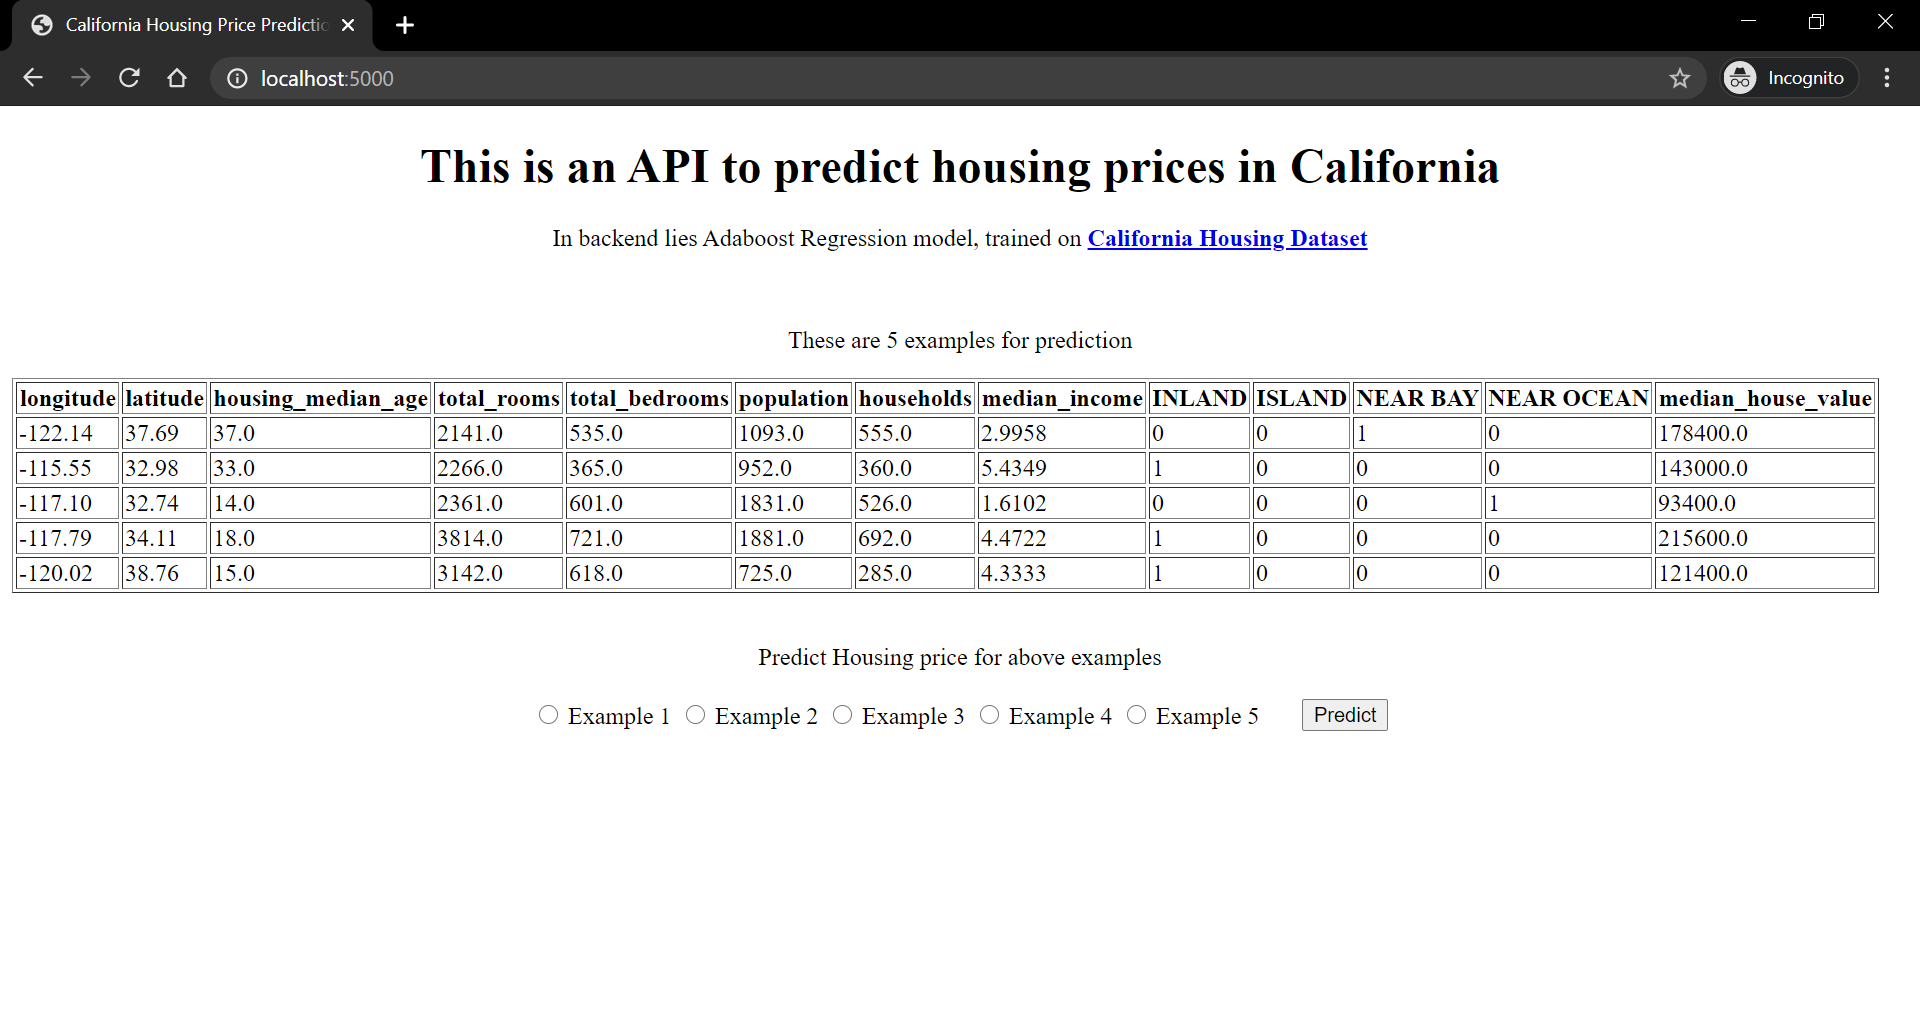 California Housing Price Predictio
localhost:5000
Incognito
This is an API to predict housing prices in California
In backend lies Adaboost Regression model, trained on California Housing Dataset
These are 5 examples for prediction
longitude latitude housing_median_age total_rooms total_bedrooms population households median_income INLAND ISLAND NEAR BAY NEAR OCEAN median_house_value
-122.14 37.69 37.0 2141.0 535.0 1093.0 555.0 2.9958 0 0 1 0 178400.0
-115.55 32.98 33.0 2266.0 365.0 952.0 360.0 5.4349 1 0 0 0 143000.0
-117.10 32.74 14.0 2361.0 601.0 1831.0 526.0 1.6102 0 0 0 1 93400.0
-117.79 34.11 18.0 3814.0 721.0 1881.0 692.0 4.4722 1 0 0 0 215600.0
-120.02 38.76 15.0 3142.0 618.0 725.0 285.0 4.3333 1 0 0 0 121400.0
Predict Housing price for above examples
Example 1 Example 2 Example 3 Example 4 Example 5 Predict